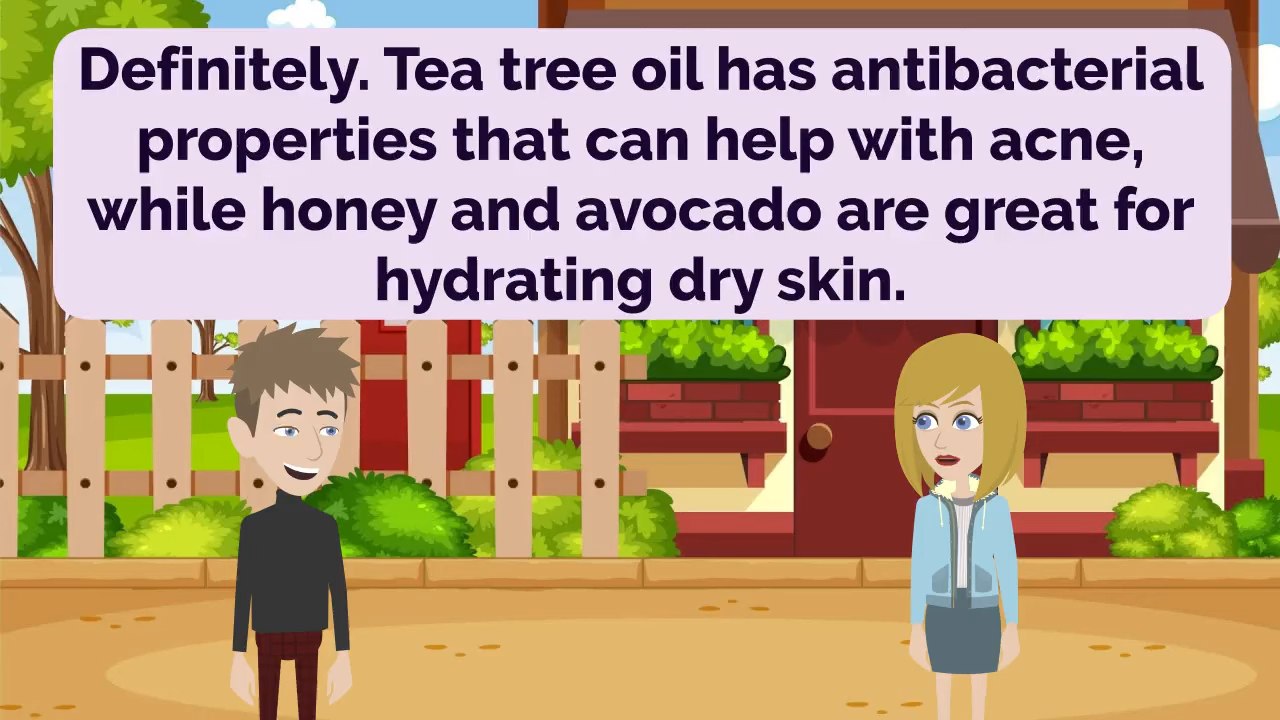 Definitely. Tea tree oil has antibacterial
properties that can help with acne,
while honey and avocado are great for
hydrating dry skin.